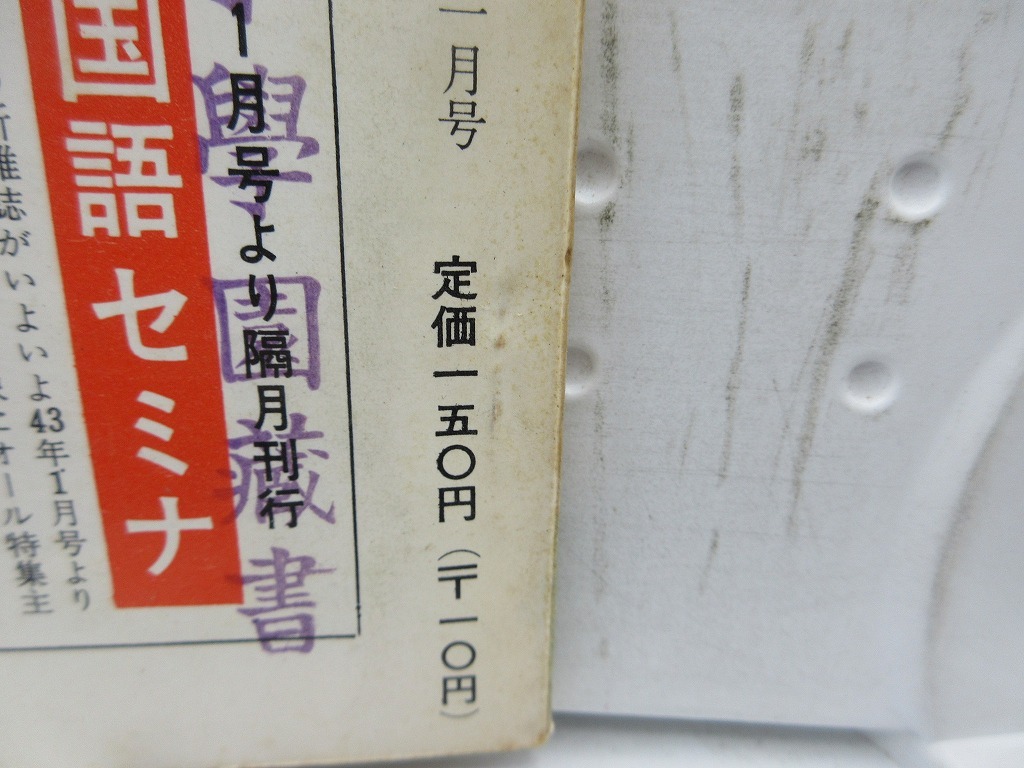 一月号
定価一五〇円(〒一〇円)
1月号より隔月刊行
學園藏書
国語セミナ
新雑誌がいよいよ43年1月号より
オール特集主